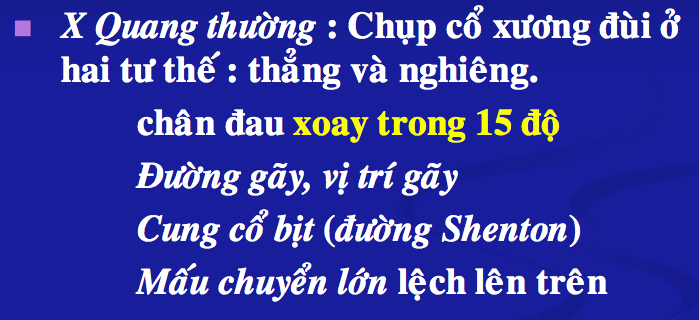 X Quang thường : Chụp cổ xương đùi ở
hai tư thế : thẳng và nghiêng.
chân đau xoay trong 15 độ
Đường gãy, vị trí gãy
Cung cổ bịt (đường Shenton)
Mấu chuyển lớn lệch lên trên